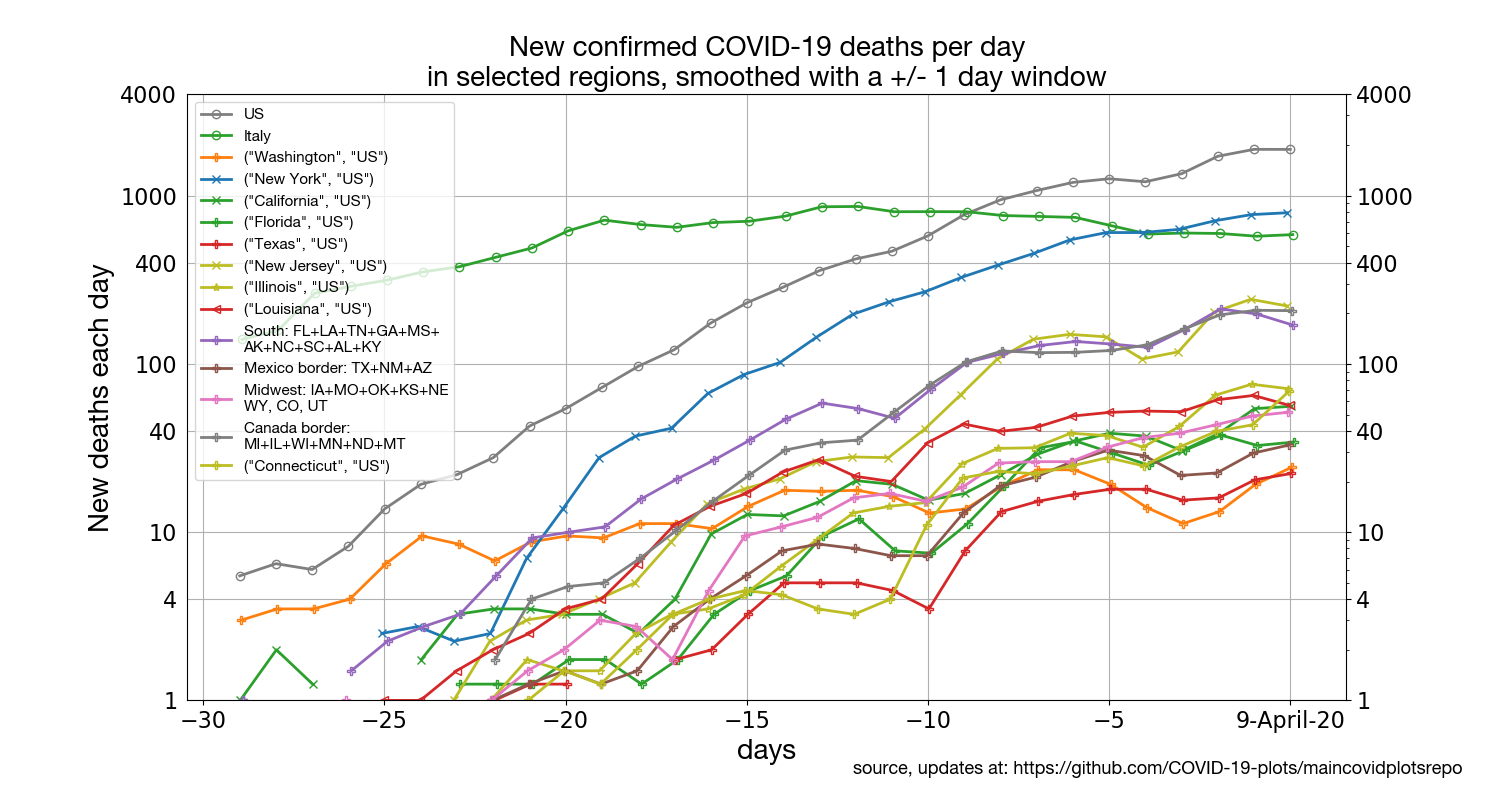 New confirmed COVID-19 deaths per day
in selected regions, smoothed with a +/- 1 day window
4000
1000
400
100
40
10
4
1
New deaths each day
US
Italy
("Washington", "US")
("New York", "US")
("California", "US")
("Florida", "US")
("Texas", "US")
("New Jersey", "US")
("Illinois", "US")
("Louisiana", "US")
South: FL+LA+TN+GA+MS+
AK+NC+SC+AL+KY
Mexico border: TX+NM+AZ
Midwest: IA+MO+OK+KS+NE
WY, CO, UT
Canada border:
MI+IL+WI+MN+ND+MT
("Connecticut", "US")
4000
1000
400
100
40
10
4
1
−30 −25 −20 −15 −10 −5 9-April-20
days
source, updates at: https://github.com/COVID-19-plots/maincovidplotsrepo